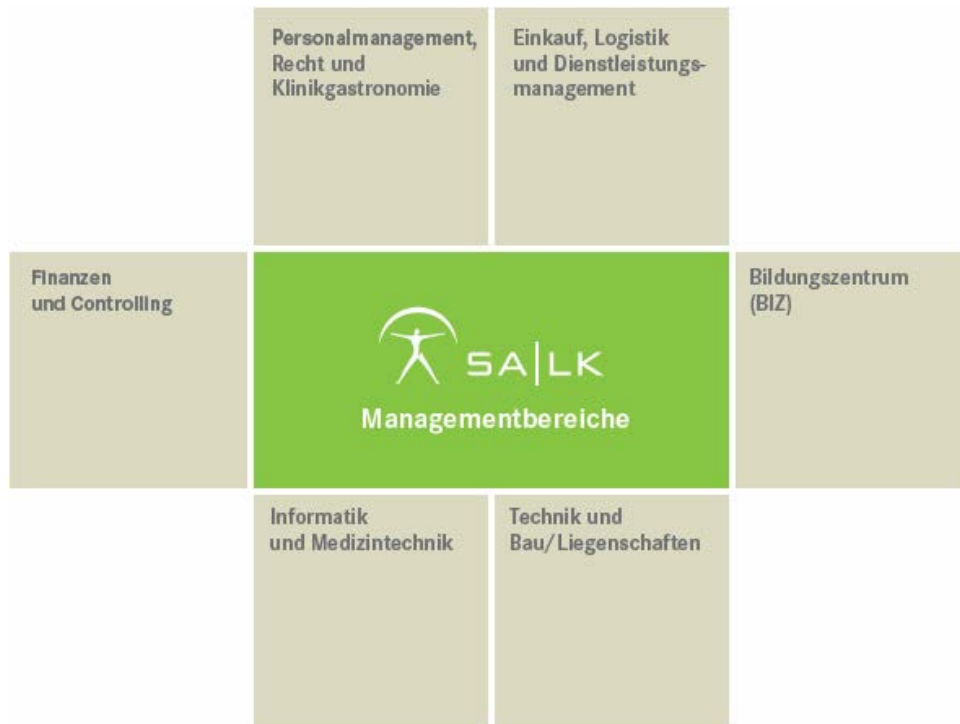 Personalmanagement,
Recht und
Klinikgastronomie
Einkauf, Logistik
und Dienstleistungs-
management
Finanzen
und Controlling
SA|LK
Managementbereiche
Bildungszentrum
(BIZ)
Informatik
und Medizintechnik
Technik und
Bau/Liegenschaften